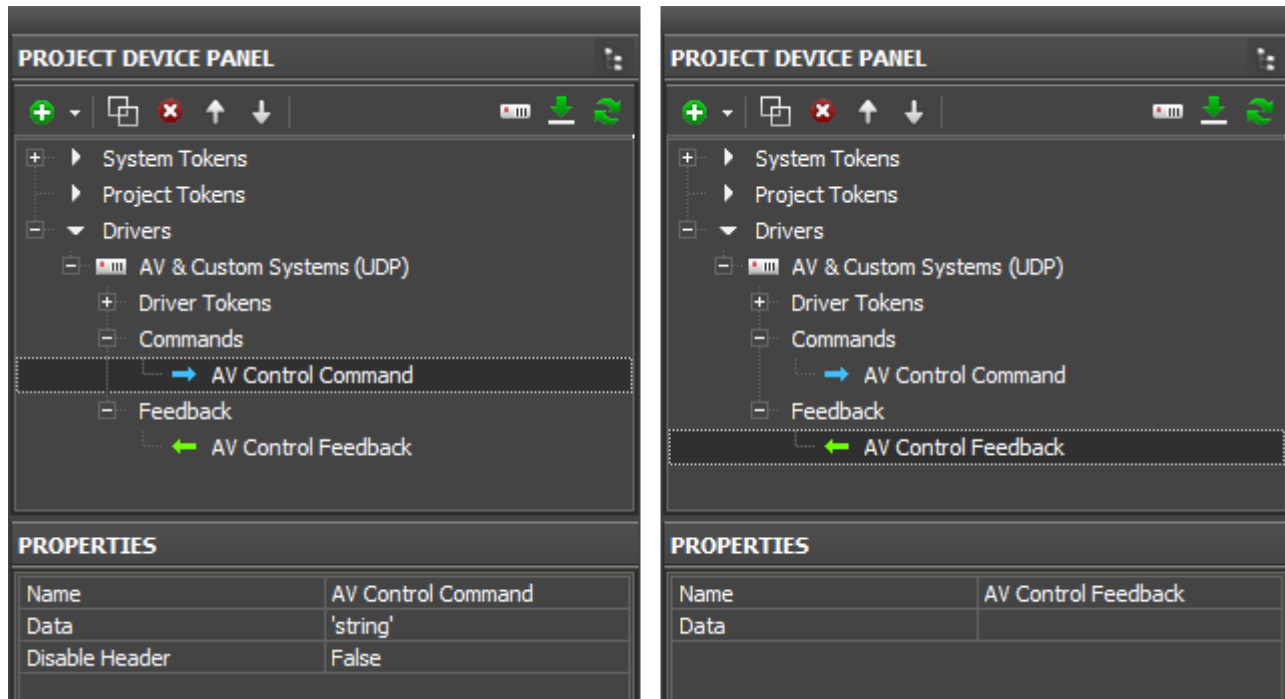 PROJECT DEVICE PANEL
System Tokens
Project Tokens
Drivers
AV & Custom Systems (UDP)
Driver Tokens
Commands
AV Control Command
Feedback
AV Control Feedback
PROPERTIES
Name AV Control Command
Data 'string'
Disable Header False
PROJECT DEVICE PANEL
System Tokens
Project Tokens
Drivers
AV & Custom Systems (UDP)
Driver Tokens
Commands
AV Control Command
Feedback
AV Control Feedback
PROPERTIES
Name AV Control Feedback
Data